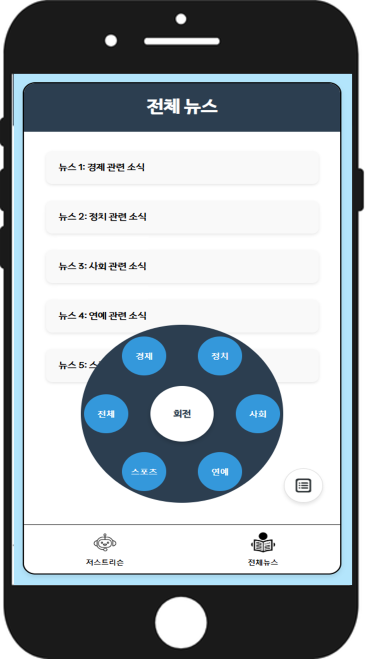 전체 뉴스
뉴스 1: 경제 관련 소식
뉴스 2: 정치 관련 소식
뉴스 3: 사회 관련 소식
뉴스 4: 연예 관련 소식
뉴스 5: 스
경재
정치
전체
회전
사회
스포즈
연예
저스트리슨
전체뉴스